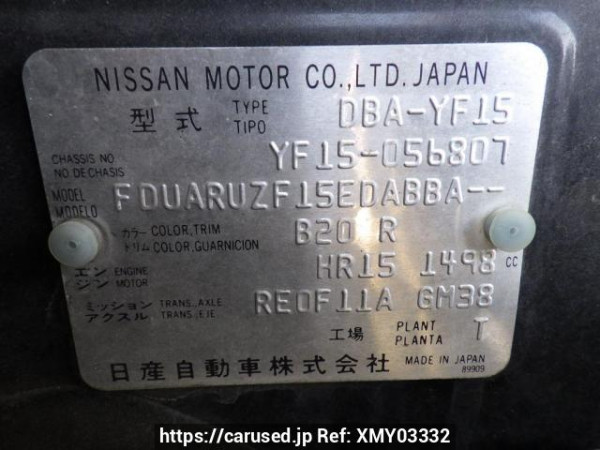 NISSAN MOTOR CO.,LTD. JAPAN
型式 TYPE TIPO DBA-YF15
CHASSIS NO
NO DE CHASIS YF15-056807
MODEL
MODELO FDUARUZF15EDABBA--
カラー COLOR,TRIM
トリム COLOR,GUARNICION B20 R
エン ENGINE
ジン MOTOR HR15 1498 CC
ミッション TRANS.,AXLE
アクスル TRANS.,EJE RE0F11A GM38
工場 PLANT
PLANTA T
日産自動車株式会社 MADE IN JAPAN
89909
https://carused.jp Ref: XMY03332